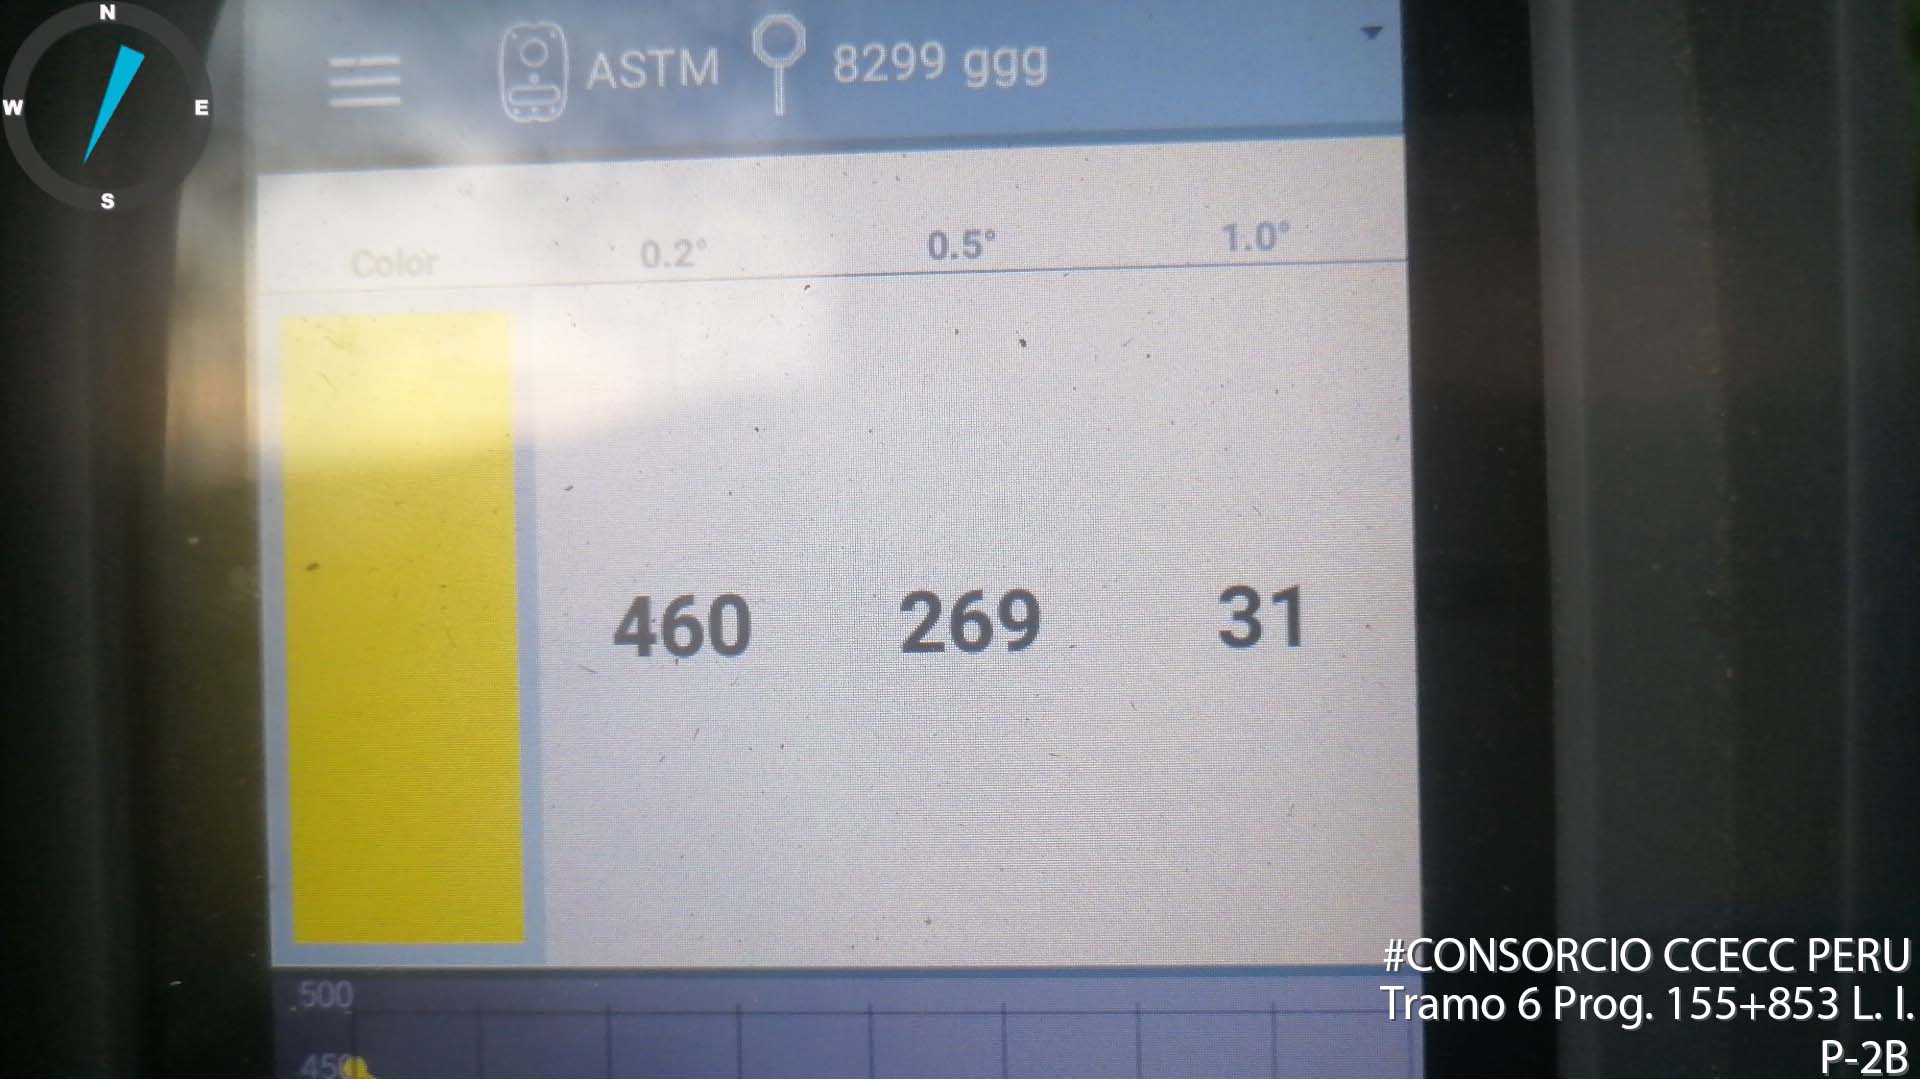 N
W E
S
ASTM 8299 ggg
Color 0.2° 0.5° 1.0°
460 269 31
500
450
#CONSORCIO CCECC PERU
Tramo 6 Prog. 155+853 L. I.
P-2B